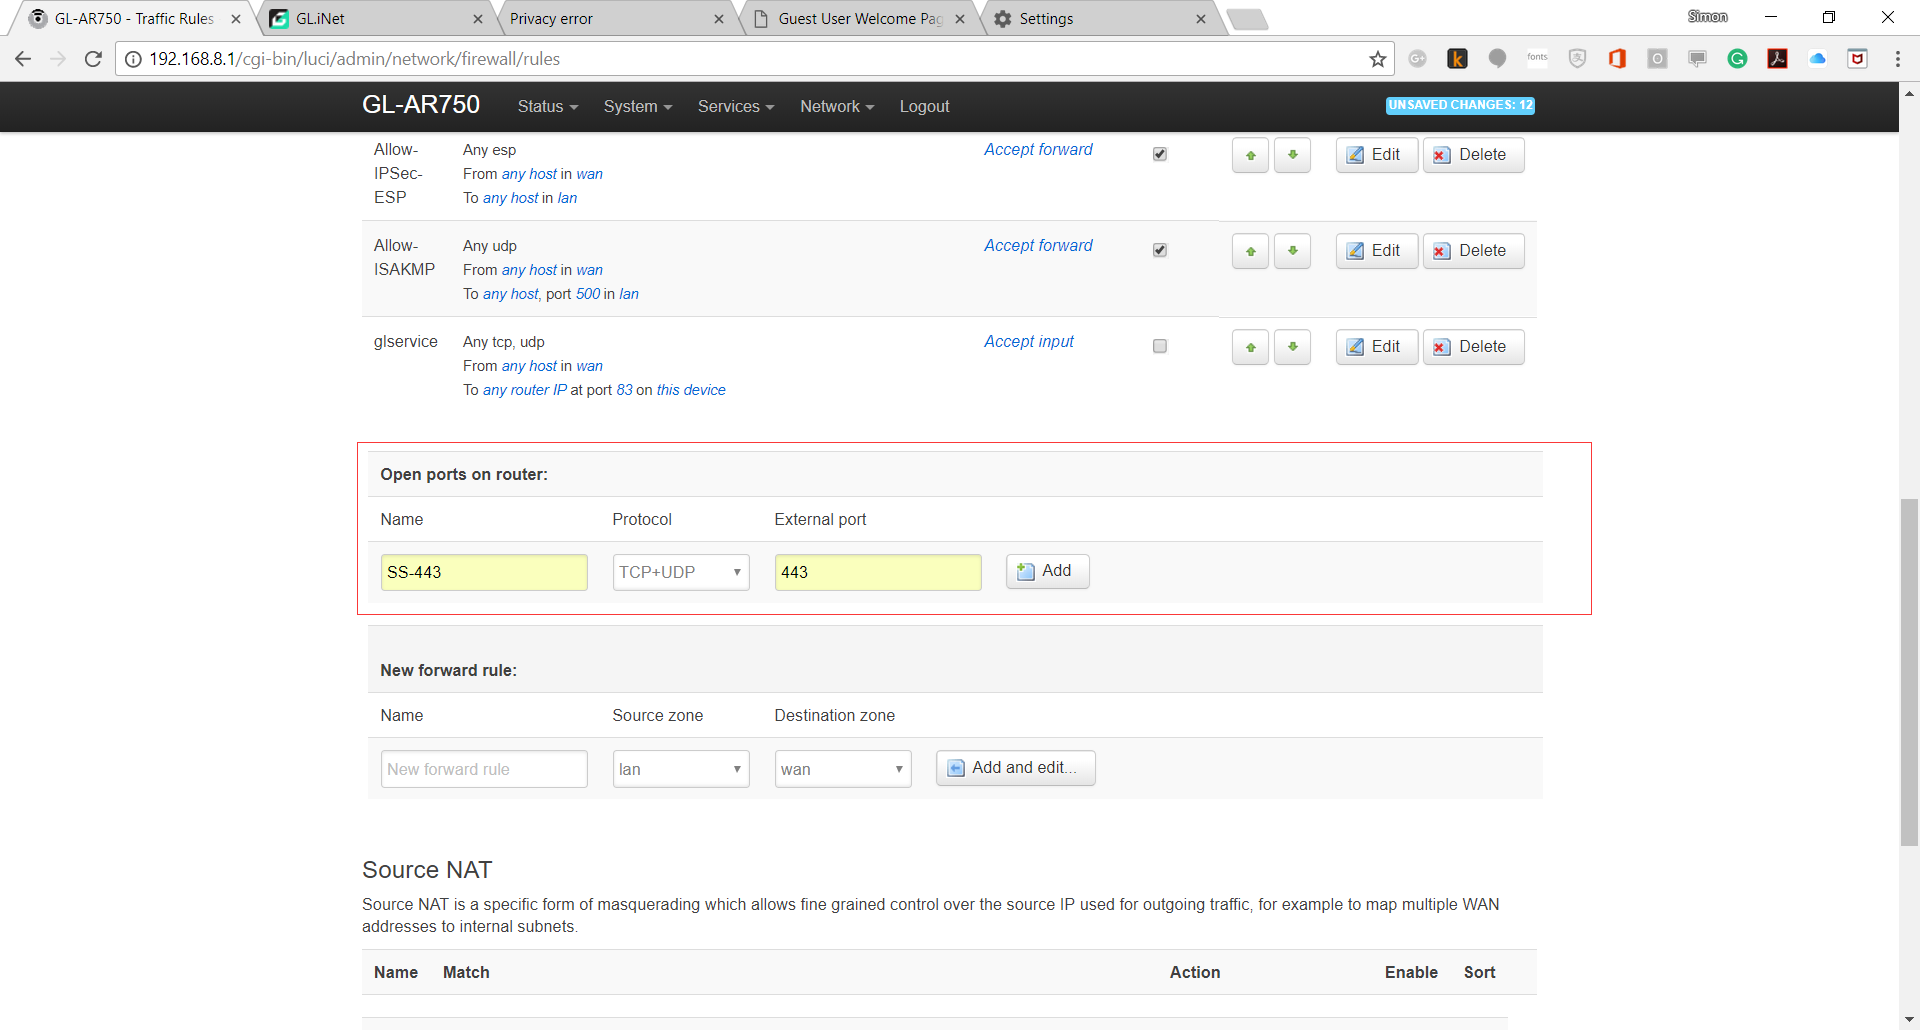 GL-AR750 - Traffic Rules
GL.iNet
Privacy error
Guest User Welcome Pag
Settings
Simon
192.168.8.1/cgi-bin/luci/admin/network/firewall/rules
fonts
GL-AR750
Status
System
Services
Network
Logout
UNSAVED CHANGES: 12
Allow-
IPSec-
ESP
Any esp
From any host in wan
To any host in lan
Accept forward
Edit
Delete
Allow-
ISAKMP
Any udp
From any host in wan
To any host, port 500 in lan
Accept forward
Edit
Delete
glservice
Any tcp, udp
From any host in wan
To any router IP at port 83 on this device
Accept input
Edit
Delete
Open ports on router:
Name Protocol External port
SS-443 TCP+UDP 443 Add
New forward rule:
Name Source zone Destination zone
New forward rule lan wan Add and edit...
Source NAT
Source NAT is a specific form of masquerading which allows fine grained control over the source IP used for outgoing traffic, for example to map multiple WAN
addresses to internal subnets.
Name Match Action Enable Sort